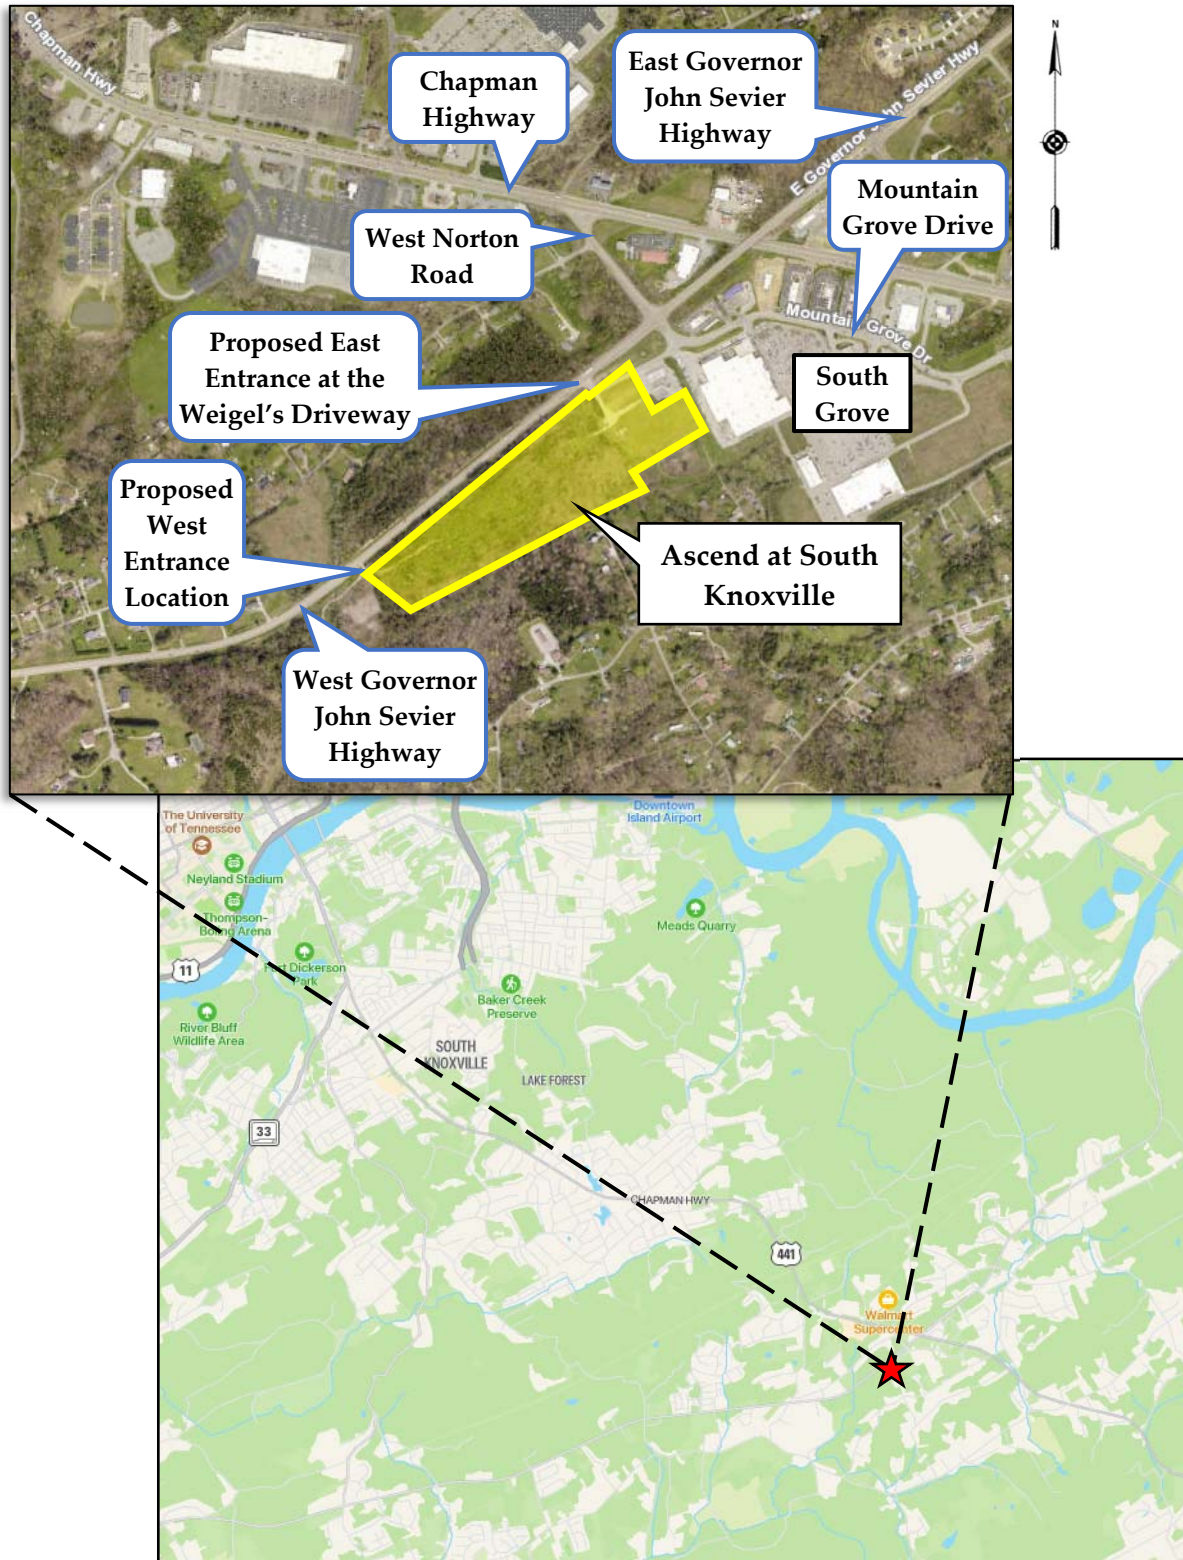 Chapman Hwy
Chapman
Highway
East Governor
John Sevier
Highway
E Governor John Sevier Hwy
N
West Norton
Road
Mountain
Grove Drive
Mountain Grove Dr
Proposed East
Entrance at the
Weigel's Driveway
South
Grove
Proposed
West
Entrance
Location
Ascend at South
Knoxville
West Governor
John Sevier
Highway
The University
of Tennessee
Downtown
Island Airport
Neyland Stadium
Thompson-
Boling Arena
Meads Quarry
11
Fort Dickerson
Park
Baker Creek
Preserve
River Bluff
Wildlife Area
SOUTH
KNOXVILLE
LAKE FOREST
33
CHAPMAN HWY
441
Walmart
Supercenter